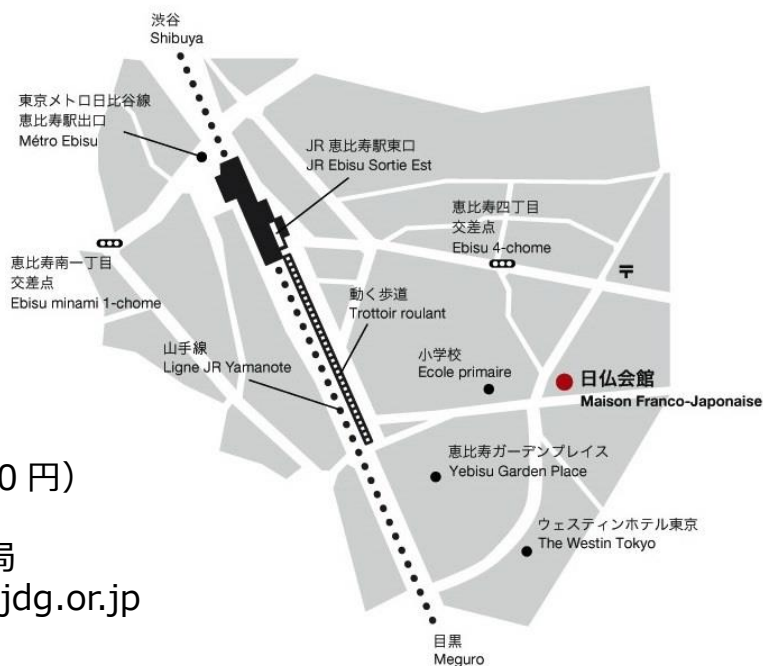 渋谷
Shibuya
東京メトロ日比谷線
恵比寿駅出口
Métro Ebisu
JR 恵比寿駅東口
JR Ebisu Sortie Est
恵比寿四丁目
交差点
Ebisu 4-chome
〒
恵比寿南一丁目
交差点
Ebisu minami 1-chome
動く歩道
Trottoir roulant
山手線
Ligne JR Yamanote
小学校
Ecole primaire
日仏会館
Maison Franco-Japonaise
恵比寿ガーデンプレイス
Yebisu Garden Place
0 円）
ウェスティンホテル東京
The Westin Tokyo
局
jdg.or.jp
目黒
Meguro